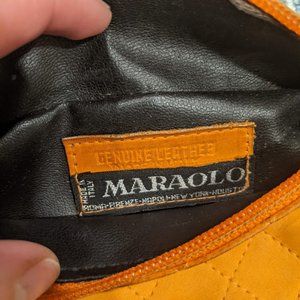 GENUINE LEATHER
MADE IN ITALY
MARAOLO
ROMA-FIRENZE-NAPOLI-NEW YORK-HOUSTON